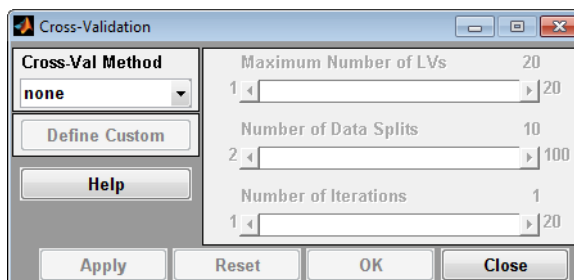 Cross-Validation
Cross-Val Method
none
Define Custom
Help
Maximum Number of LVs 20
1 20
Number of Data Splits 10
2 100
Number of Iterations 1
1 20
Apply Reset OK Close